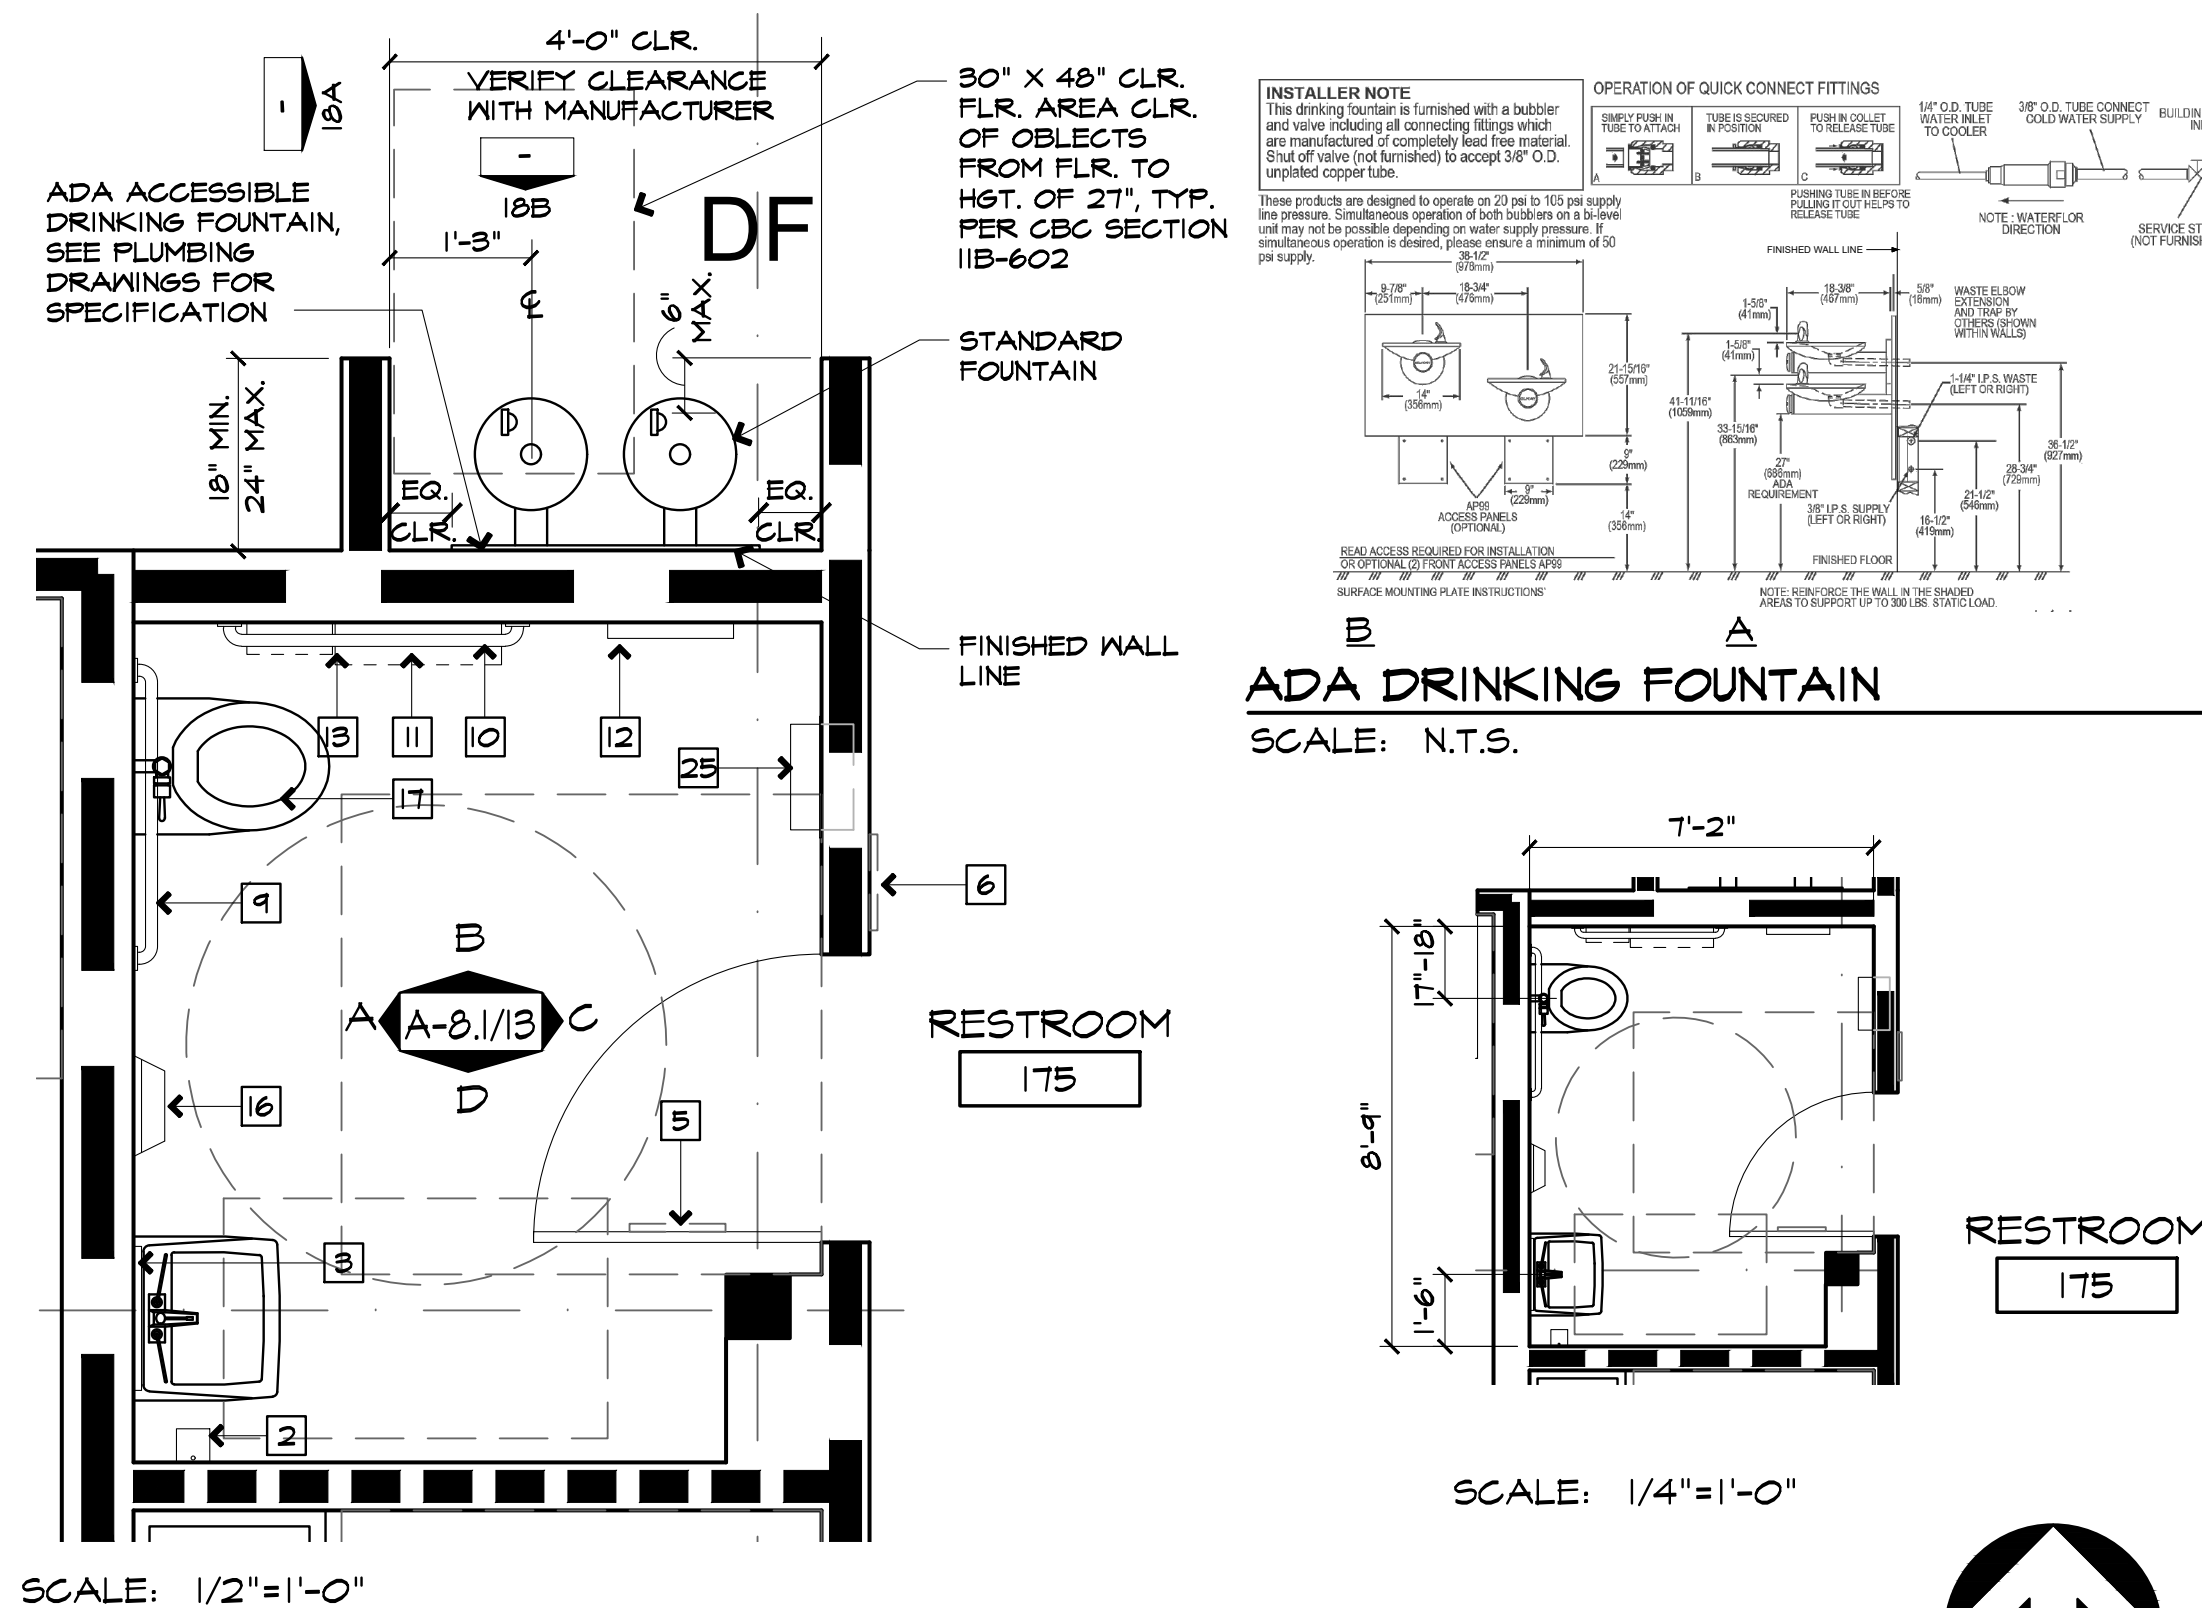 4'-0" CLR.
VERIFY CLEARANCE
WITH MANUFACTURER
-
18A
-
18B
1'-3"
DF
6"
MAX.
30" X 48" CLR.
FLR. AREA CLR.
OF OBLECTS
FROM FLR. TO
HGT. OF 27", TYP.
PER CBC SECTION
11B-602
ADA ACCESSIBLE
DRINKING FOUNTAIN,
SEE PLUMBING
DRAWINGS FOR
SPECIFICATION
STANDARD
FOUNTAIN
18" MIN.
24" MAX.
EQ.
CLR.
EQ.
CLR.
FINISHED WALL
LINE
13
11
10
12
25
17
9
6
B
A
A-8.1/13
C
D
RESTROOM
175
16
5
3
2
SCALE: 1/2"=1'-0"
INSTALLER NOTE
This drinking fountain is furnished with a bubbler
and valve including all connecting fittings which
are manufactured of completely lead free material.
Shut off valve (not furnished) to accept 3/8" O.D.
unplated copper tube.
These products are designed to operate on 20 psi to 105 psi supply
line pressure. Simultaneous operation of both bubblers on a bi-level
unit may not be possible depending on water supply pressure. If
simultaneous operation is desired, please ensure a minimum of 50
psi supply.
OPERATION OF QUICK CONNECT FITTINGS
SIMPLY PUSH IN
TUBE TO ATTACH
A
TUBE IS SECURED
IN POSITION
B
PUSH IN COLLET
TO RELEASE TUBE
C
PUSHING TUBE IN BEFORE
PULLING IT OUT HELPS TO
RELEASE TUBE
1/4" O.D. TUBE
WATER INLET
TO COOLER
3/8" O.D. TUBE CONNECT
COLD WATER SUPPLY
BUILDIN
IN
NOTE : WATERFLOR
DIRECTION
SERVICE ST
(NOT FURNISH
FINISHED WALL LINE
38-1/2"
(978mm)
9-7/8"
(251mm)
18-3/4"
(476mm)
14"
(356mm)
21-15/16"
(557mm)
9"
(229mm)
9"
(229mm)
14"
(356mm)
AP99
ACCESS PANELS
(OPTIONAL)
READ ACCESS REQUIRED FOR INSTALLATION
OR OPTIONAL (2) FRONT ACCESS PANELS AP99
SURFACE MOUNTING PLATE INSTRUCTIONS'
18-3/8"
(467mm)
5/8"
(16mm)
1-5/8"
(41mm)
1-5/8"
(41mm)
WASTE ELBOW
EXTENSION
AND TRAP BY
OTHERS (SHOWN
WITHIN WALLS)
1-1/4" I.P.S. WASTE
(LEFT OR RIGHT)
41-11/16"
(1059mm)
33-15/16"
(863mm)
27"
(686mm)
ADA
REQUIREMENT
3/8" I.P.S. SUPPLY
(LEFT OR RIGHT)
16-1/2"
(419mm)
21-1/2"
(546mm)
28-3/4"
(729mm)
36-1/2"
(927mm)
FINISHED FLOOR
NOTE: REINFORCE THE WALL IN THE SHADED
AREAS TO SUPPORT UP TO 300 LBS. STATIC LOAD.
B
A
ADA DRINKING FOUNTAIN
SCALE: N.T.S.
7'-2"
17"-18"
8'-9"
1'-6"
RESTROOM
175
SCALE: 1/4"=1'-0"